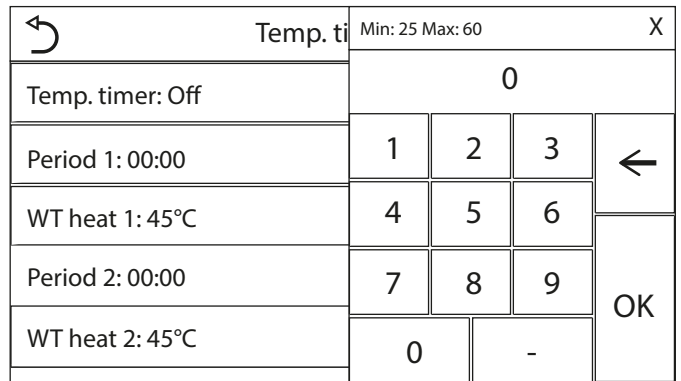 Temp. ti
Min: 25 Max: 60 X
0
Temp. timer: Off
Period 1: 00:00
WT heat 1: 45°C
Period 2: 00:00
WT heat 2: 45°C
1 2 3 ←
4 5 6
7 8 9 OK
0 -